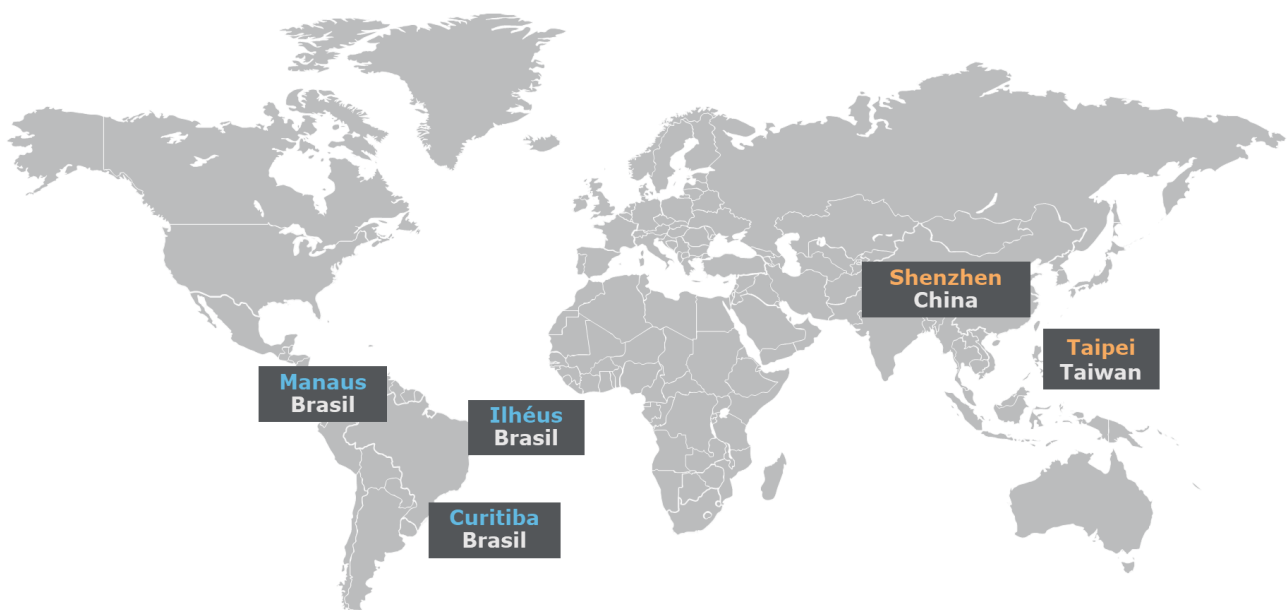 Shenzhen
China
Taipei
Taiwan
Manaus
Brasil
Ilhéus
Brasil
Curitiba
Brasil